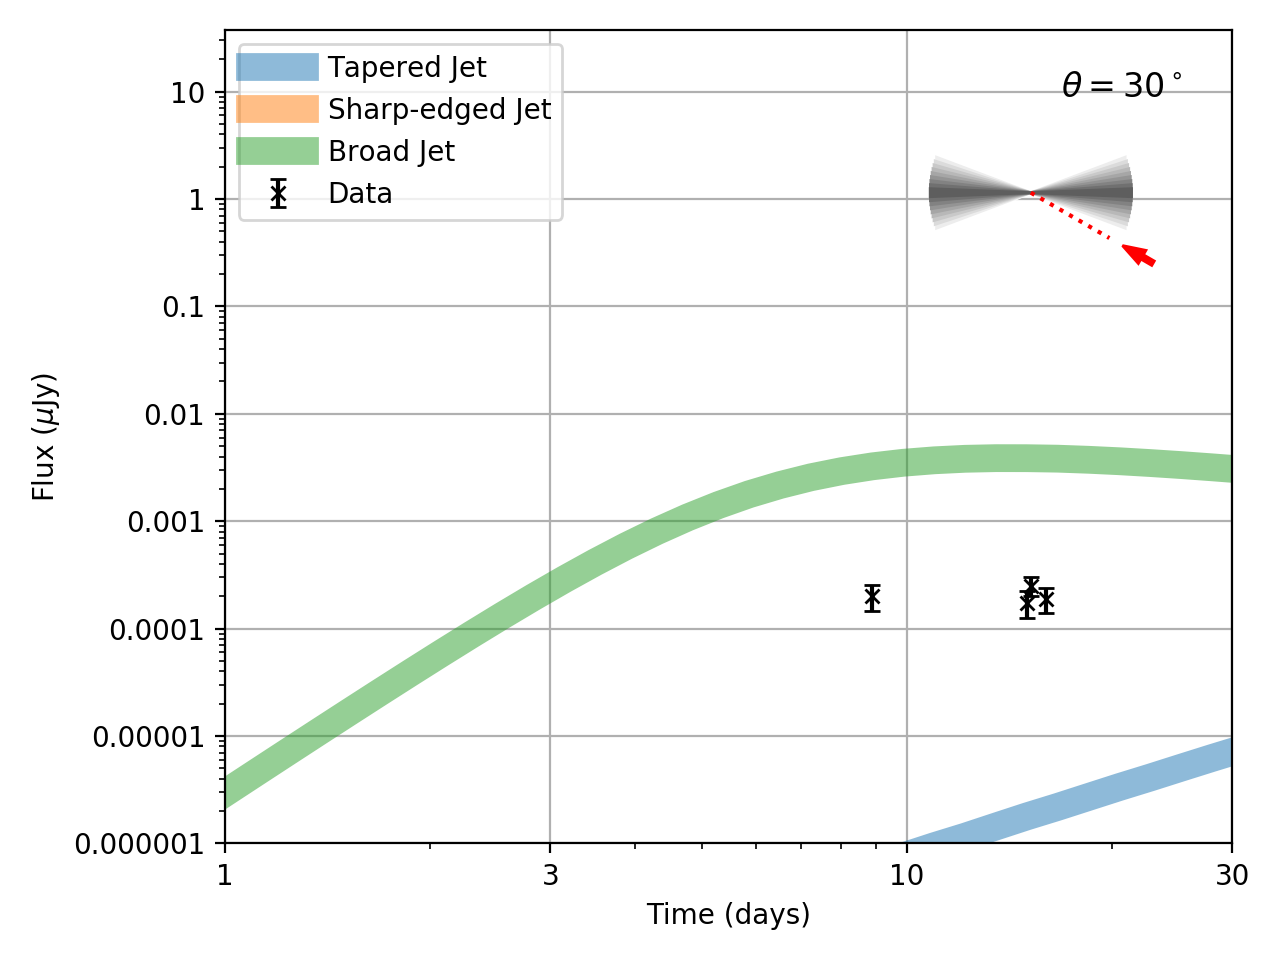 Tapered Jet
Sharp-edged Jet
Broad Jet
Data
θ = 30°
10
1
0.1
0.01
0.001
0.0001
0.00001
0.000001
Flux (μJy)
1
3
10
30
Time (days)